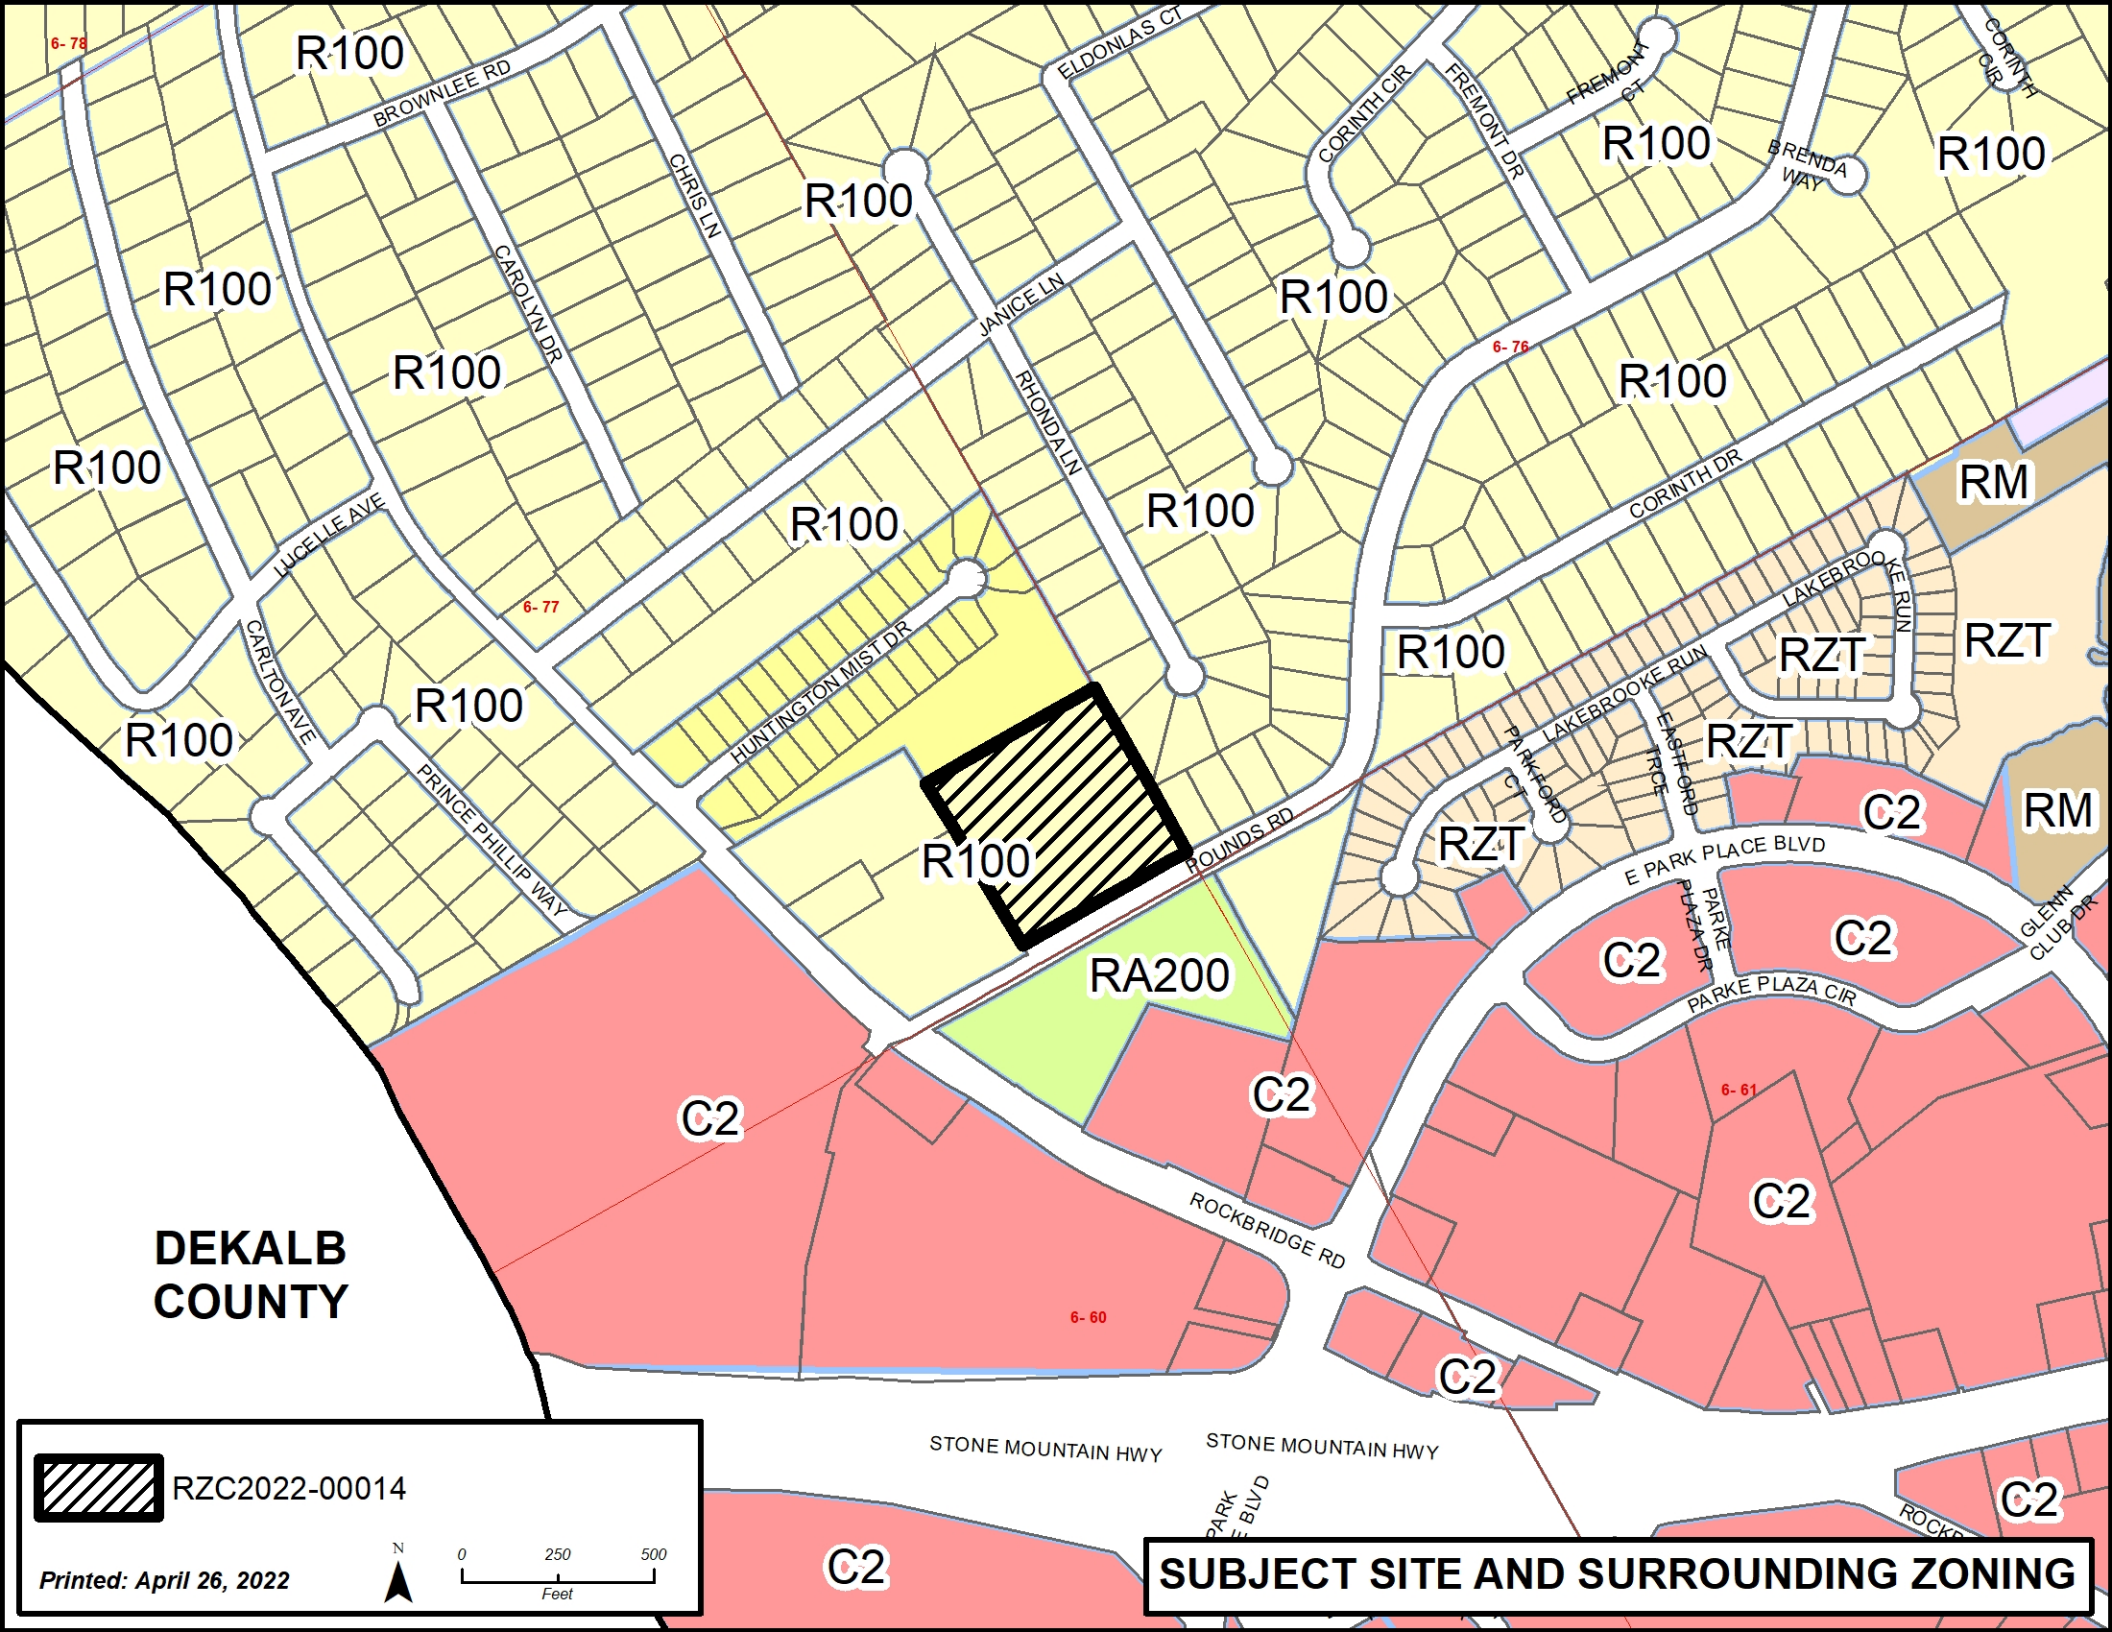 6- 78
R100
BROWNLEE RD
ELDONLAS CT
CORINTH CIR
FREMONT DR
FREMONT
CT
R100
BRENDA
WAY
CORINTH
CIR
R100
R100
CHRIS LN
R100
CAROLYN DR
R100
JANICE LN
R100
6- 76
R100
R100
RHONDA LN
R100
LUCELLE AVE
R100
R100
CORINTH DR
RM
6- 77
CARLTON AVE
HUNTINGTON MIST DR
R100
LAKEBROOKE RUN
RZT
RZT
R100
R100
LAKEBROOKE RUN
PARKFORD
CT
EASTFORD
TRCE
RZT
PRINCE PHILLIP WAY
R100
POUNDS RD
RZT
C2
RM
E PARK PLACE BLVD
PARKE
PLAZA DR
C2
C2
GLENN
CLUB DR
RA200
PARKE PLAZA CIR
C2
C2
6- 61
C2
ROCKBRIDGE RD
DEKALB
COUNTY
6- 60
C2
STONE MOUNTAIN HWY
STONE MOUNTAIN HWY
PARK
E BLVD
C2
ROCKB
C2
RZC2022-00014
Printed: April 26, 2022
N
0 250 500
Feet
SUBJECT SITE AND SURROUNDING ZONING